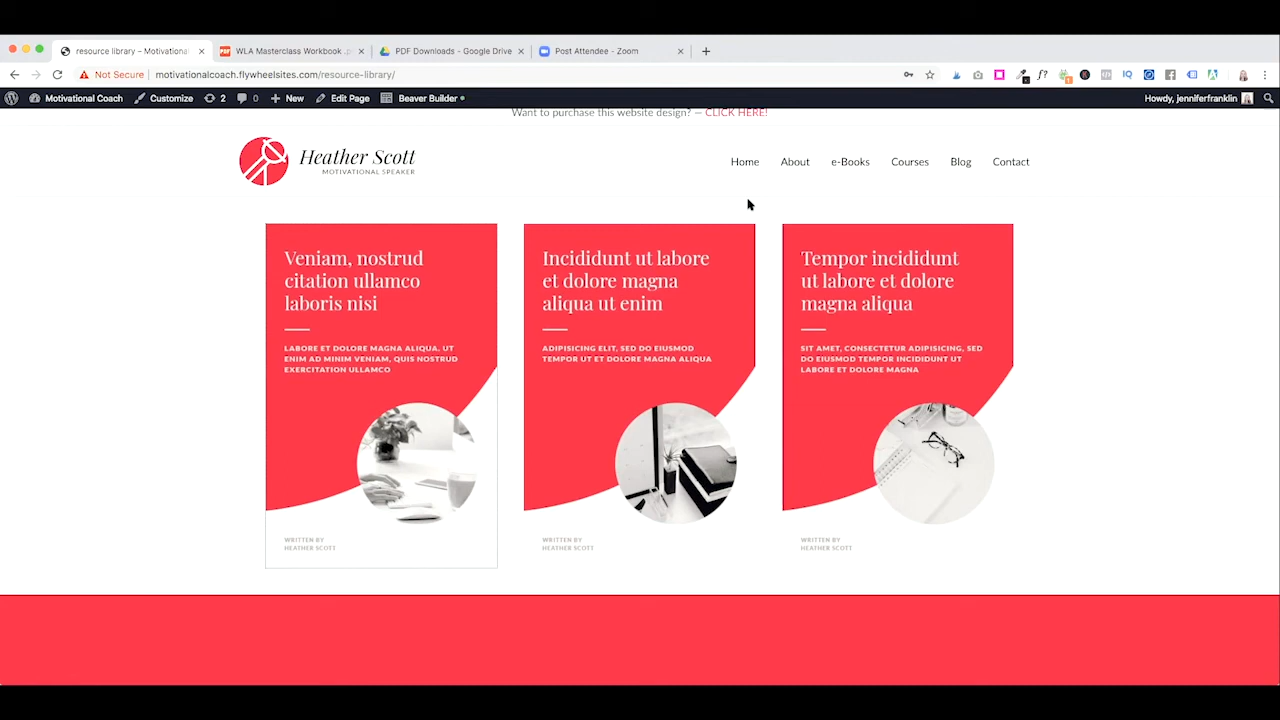 resource library – Motivational
WLA Masterclass Workbook .p
PDF Downloads - Google Drive
Post Attendee - Zoom
Not Secure
motivationalcoach.flywheelsites.com/resource-library/
Motivational Coach
Customize
2
0
New
Edit Page
Beaver Builder
Howdy, jenniferfranklin
Want to purchase this website design? — CLICK HERE!
Heather Scott
MOTIVATIONAL SPEAKER
Home
About
e-Books
Courses
Blog
Contact
Veniam, nostrud
citation ullamco
laboris nisi
LABORE ET DOLORE MAGNA ALIQUA. UT
ENIM AD MINIM VENIAM, QUIS NOSTRUD
EXERCITATION ULLAMCO
WRITTEN BY
HEATHER SCOTT
Incididunt ut labore
et dolore magna
aliqua ut enim
ADIPISICING ELIT, SED DO EIUSMOD
TEMPOR UT ET DOLORE MAGNA ALIQUA
WRITTEN BY
HEATHER SCOTT
Tempor incididunt
ut labore et dolore
magna aliqua
SIT AMET, CONSECTETUR ADIPISICING, SED
DO EIUSMOD TEMPOR INCIDIDUNT UT
LABORE ET DOLORE MAGNA
WRITTEN BY
HEATHER SCOTT